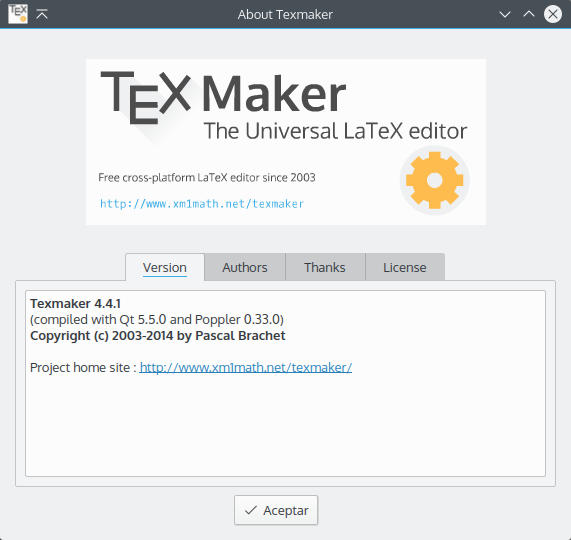 About Texmaker
TEX
TEX Maker
The Universal LaTeX editor
Free cross-platform LaTeX editor since 2003
http://www.xm1math.net/texmaker
Version Authors Thanks License
Texmaker 4.4.1
(compiled with Qt 5.5.0 and Poppler 0.33.0)
Copyright (c) 2003-2014 by Pascal Brachet
Project home site : http://www.xm1math.net/texmaker/
Aceptar